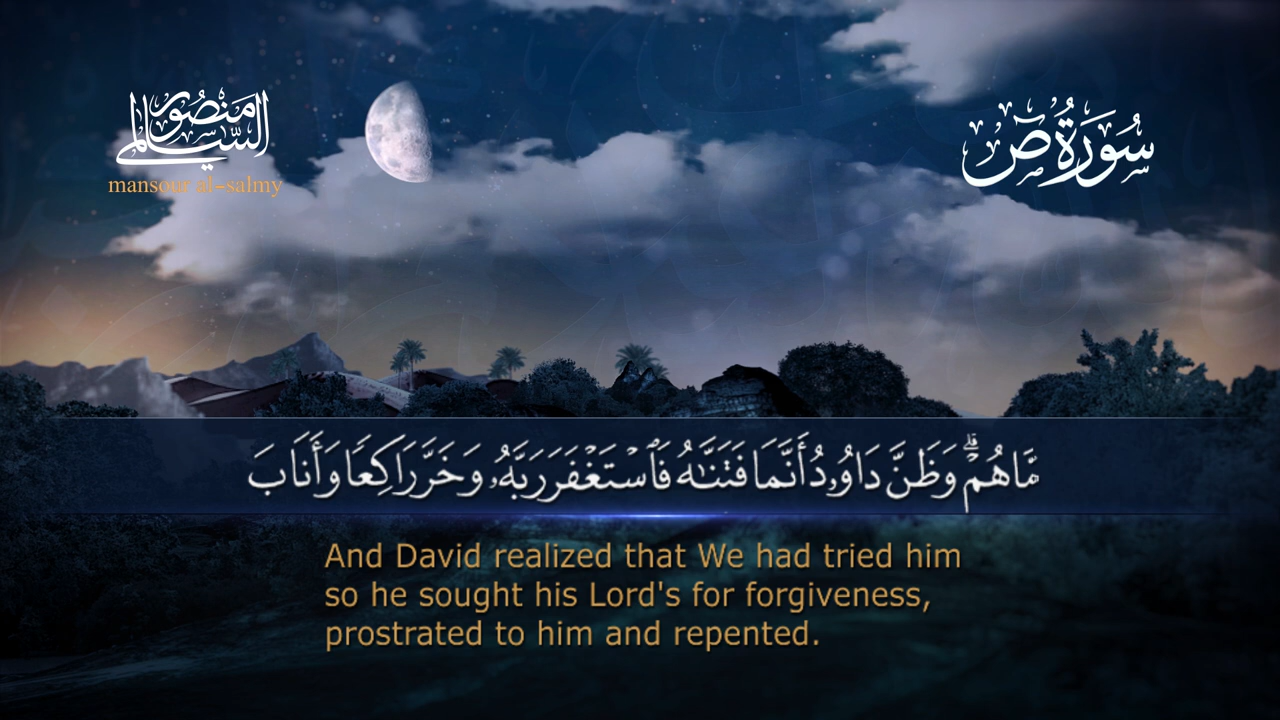 منصور السالمي
mansour al-salmy
سُورَةُ صٓ
مَّا هُمْ ۗ وَظَنَّ دَاوُۥدُ أَنَّمَا فَتَنَّـٰهُ فَٱسْتَغْفَرَ رَبَّهُۥ وَخَرَّ رَاكِعًا وَأَنَابَ
And David realized that We had tried him
so he sought his Lord's for forgiveness,
prostrated to him and repented.